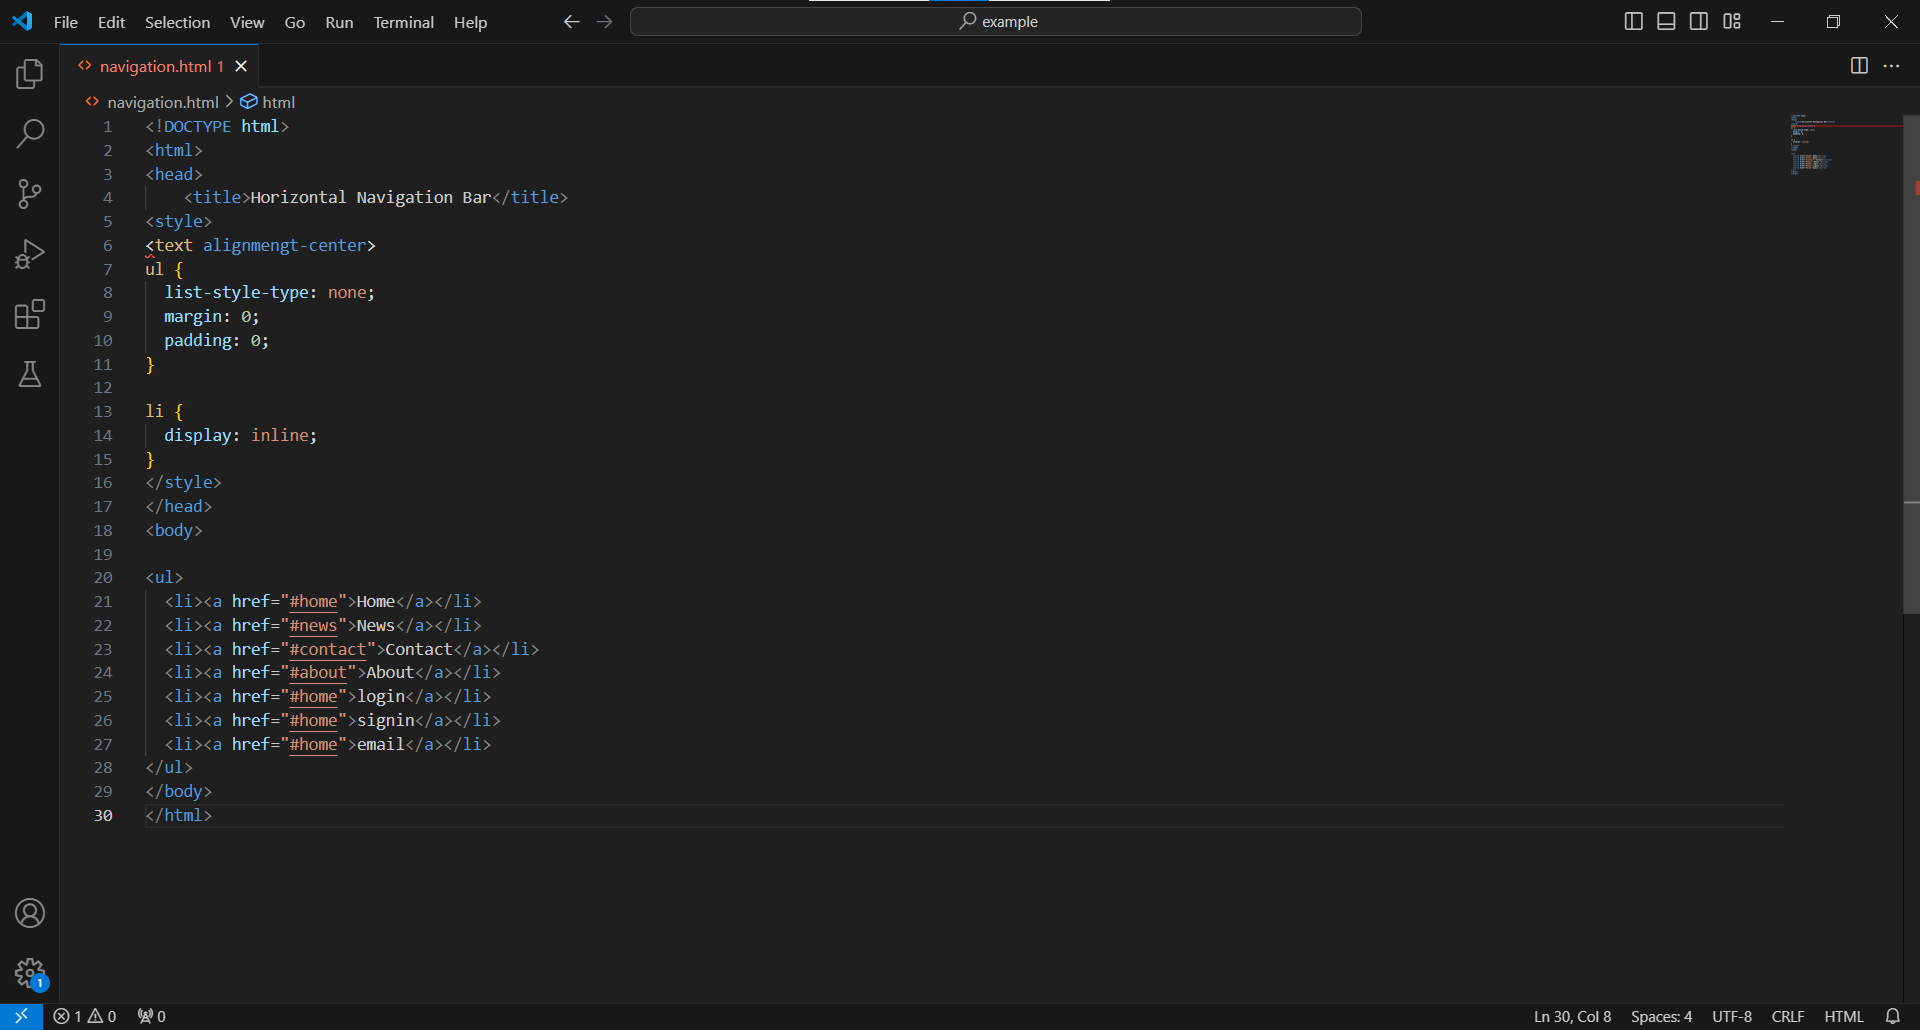 File Edit Selection View Go Run Terminal Help
example
navigation.html 1
navigation.html > html
1 <!DOCTYPE html>
2 <html>
3 <head>
4     <title>Horizontal Navigation Bar</title>
5 <style>
6 <text alignmengt-center>
7 ul {
8   list-style-type: none;
9   margin: 0;
10   padding: 0;
11 }
12
13 li {
14   display: inline;
15 }
16 </style>
17 </head>
18 <body>
19
20 <ul>
21   <li><a href="#home">Home</a></li>
22   <li><a href="#news">News</a></li>
23   <li><a href="#contact">Contact</a></li>
24   <li><a href="#about">About</a></li>
25   <li><a href="#home">login</a></li>
26   <li><a href="#home">signin</a></li>
27   <li><a href="#home">email</a></li>
28 </ul>
29 </body>
30 </html>
1
1 0 0 Ln 30, Col 8 Spaces: 4 UTF-8 CRLF HTML